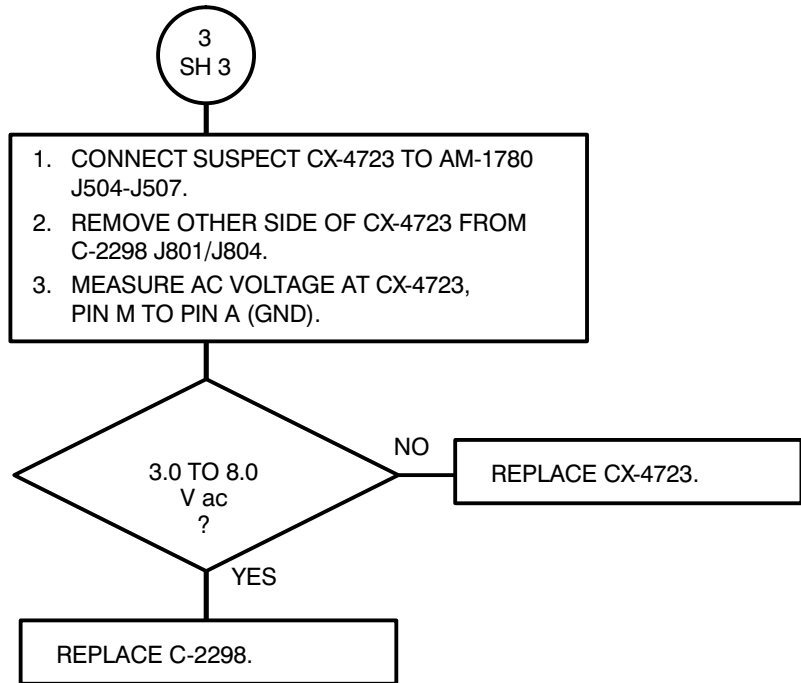 3
SH 3
1. CONNECT SUSPECT CX-4723 TO AM-1780
J504-J507.
2. REMOVE OTHER SIDE OF CX-4723 FROM
C-2298 J801/J804.
3. MEASURE AC VOLTAGE AT CX-4723,
PIN M TO PIN A (GND).
3.0 TO 8.0
V ac
?
NO
REPLACE CX-4723.
YES
REPLACE C-2298.